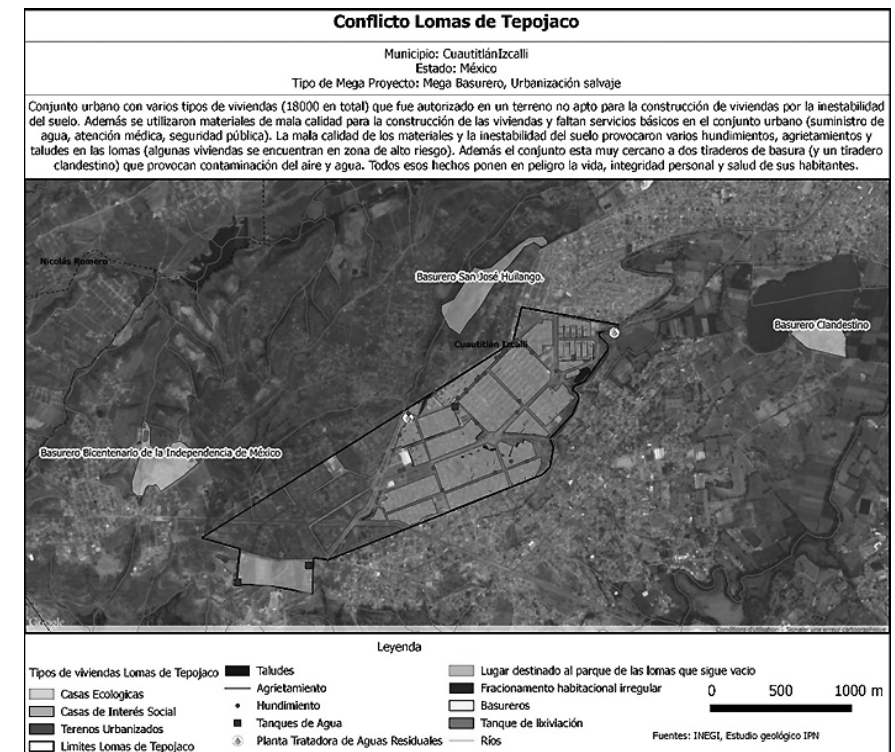 Conflicto Lomas de Tepojaco
Municipio: CuautitlánIzcalli
Estado: México
Tipo de Mega Proyecto: Mega Basurero, Urbanización salvaje
Conjunto urbano con varios tipos de viviendas (18000 en total) que fue autorizado en un terreno no apto para la construcción de viviendas por la inestabilidad
del suelo. Además se utilizaron materiales de mala calidad para la construcción de las viviendas y faltan servicios básicos en el conjunto urbano (suministro de
agua, atención médica, seguridad pública). La mala calidad de los materiales y la inestabilidad del suelo provocaron varios hundimientos, agrietamientos y
taludes en las lomas (algunas viviendas se encuentran en zona de alto riesgo). Además el conjunto esta muy cercano a dos tiraderos de basura (y un tiradero
clandestino) que provocan contaminación del aire y agua. Todos esos hechos ponen en peligro la vida, integridad personal y salud de sus habitantes.
Nicolás Romero
Basurero San José Huilango.
Basurero Clandestino
Cuautitlán Izcalli
Basurero Bicentenario de la Independencia de México
Google
Conditions d'utilisation Signaler une erreur cartographique
Leyenda
Tipos de viviendas Lomas de Tepojaco
Casas Ecologicas
Casas de Interés Social
Terenos Urbanizados
Limites Lomas de Tepojaco
Taludes
Agrietamiento
Hundimiento
Tanques de Agua
Planta Tratadora de Aguas Residuales
Lugar destinado al parque de las lomas que sigue vacio
Fraccionamento habitacional irregular
Basureros
Tanque de lixiviación
Ríos
0 500 1000 m
Fuentes: INEGI, Estudio geológico IPN